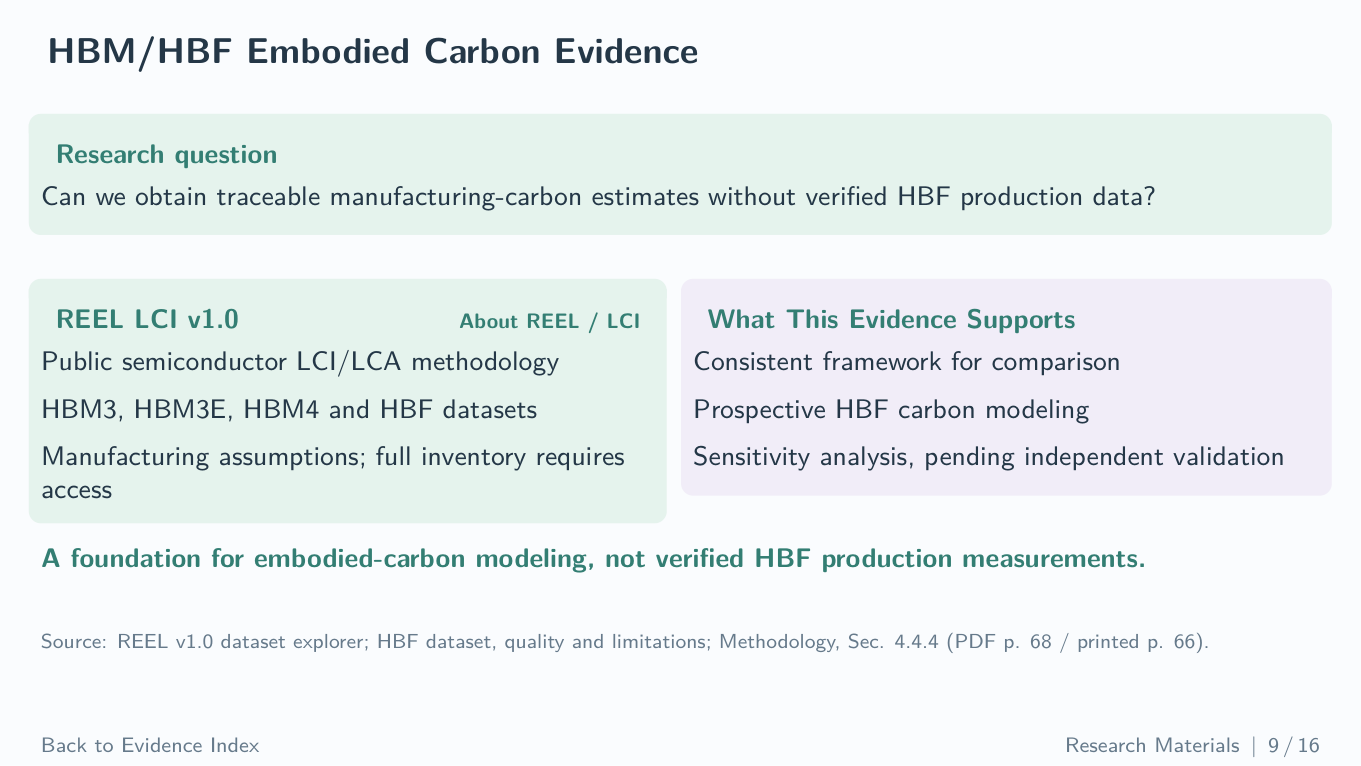 HBM/HBF Embodied Carbon Evidence
Research question
Can we obtain traceable manufacturing-carbon estimates without verified HBF production data?
REEL LCI v1.0
About REEL / LCI
Public semiconductor LCI/LCA methodology
HBM3, HBM3E, HBM4 and HBF datasets
Manufacturing assumptions; full inventory requires
access
What This Evidence Supports
Consistent framework for comparison
Prospective HBF carbon modeling
Sensitivity analysis, pending independent validation
A foundation for embodied-carbon modeling, not verified HBF production measurements.
Source: REEL v1.0 dataset explorer; HBF dataset, quality and limitations; Methodology, Sec. 4.4.4 (PDF p. 68 / printed p. 66).
Back to Evidence Index
Research Materials | 9 / 16